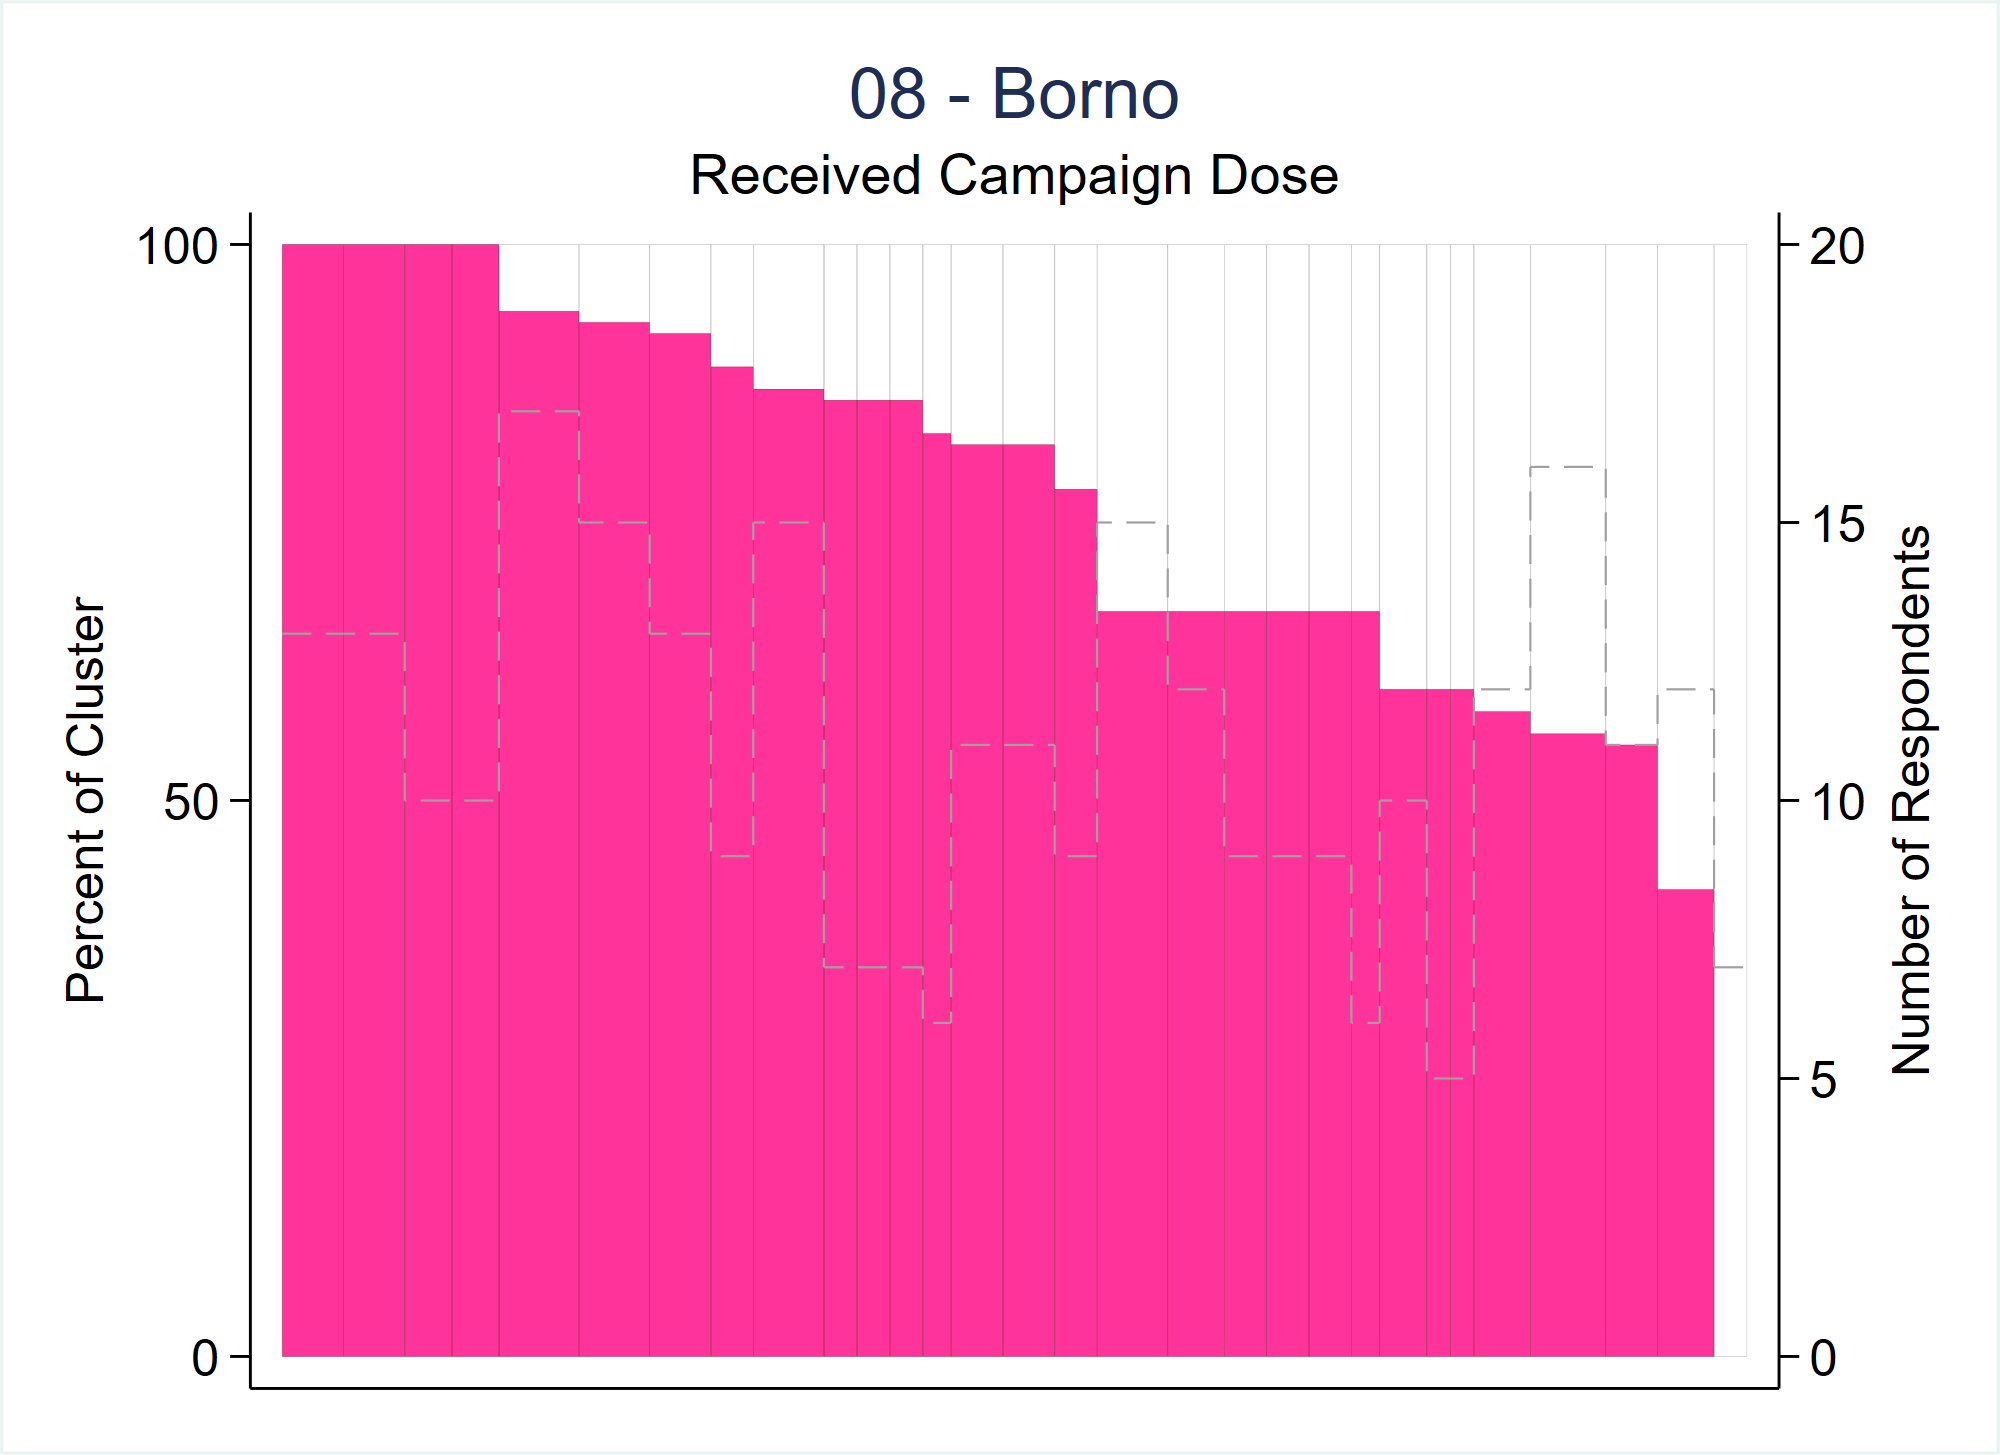 08 - Borno
Received Campaign Dose
100
50
0
Percent of Cluster
20
15
10
5
0
Number of Respondents